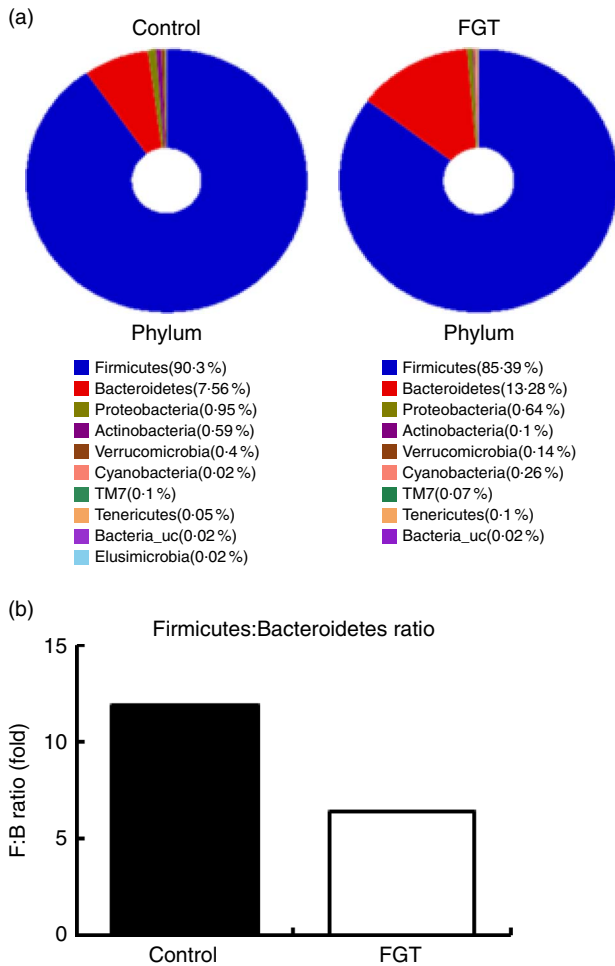 (a)
Control
FGT
Phylum
Phylum
Firmicutes(90·3 %)
Bacteroidetes(7·56 %)
Proteobacteria(0·95 %)
Actinobacteria(0·59 %)
Verrucomicrobia(0·4 %)
Cyanobacteria(0·02 %)
TM7(0·1 %)
Tenericutes(0·05 %)
Bacteria_uc(0·02 %)
Elusimicrobia(0·02 %)
Firmicutes(85·39 %)
Bacteroidetes(13·28 %)
Proteobacteria(0·64 %)
Actinobacteria(0·1 %)
Verrucomicrobia(0·14 %)
Cyanobacteria(0·26 %)
TM7(0·07 %)
Tenericutes(0·1 %)
Bacteria_uc(0·02 %)
(b)
Firmicutes:Bacteroidetes ratio
F:B ratio (fold)
15
10
5
0
Control
FGT